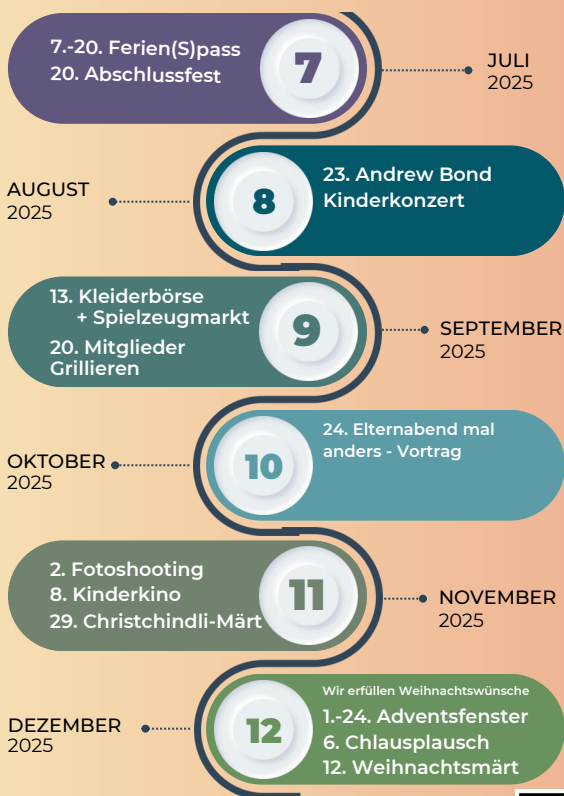 7.-20. Ferien(S)pass
20. Abschlussfest
7
JULI
2025
AUGUST
2025
8
23. Andrew Bond
Kinderkonzert
13. Kleiderbörse
+ Spielzeugmarkt
20. Mitglieder
Grillieren
9
SEPTEMBER
2025
OKTOBER
2025
10
24. Elternabend mal
anders - Vortrag
2. Fotoshooting
8. Kinderkino
29. Christchindli-Märt
11
NOVEMBER
2025
DEZEMBER
2025
12
Wir erfüllen Weihnachtswünsche
1.-24. Adventsfenster
6. Chlausplausch
12. Weihnachtsmärt